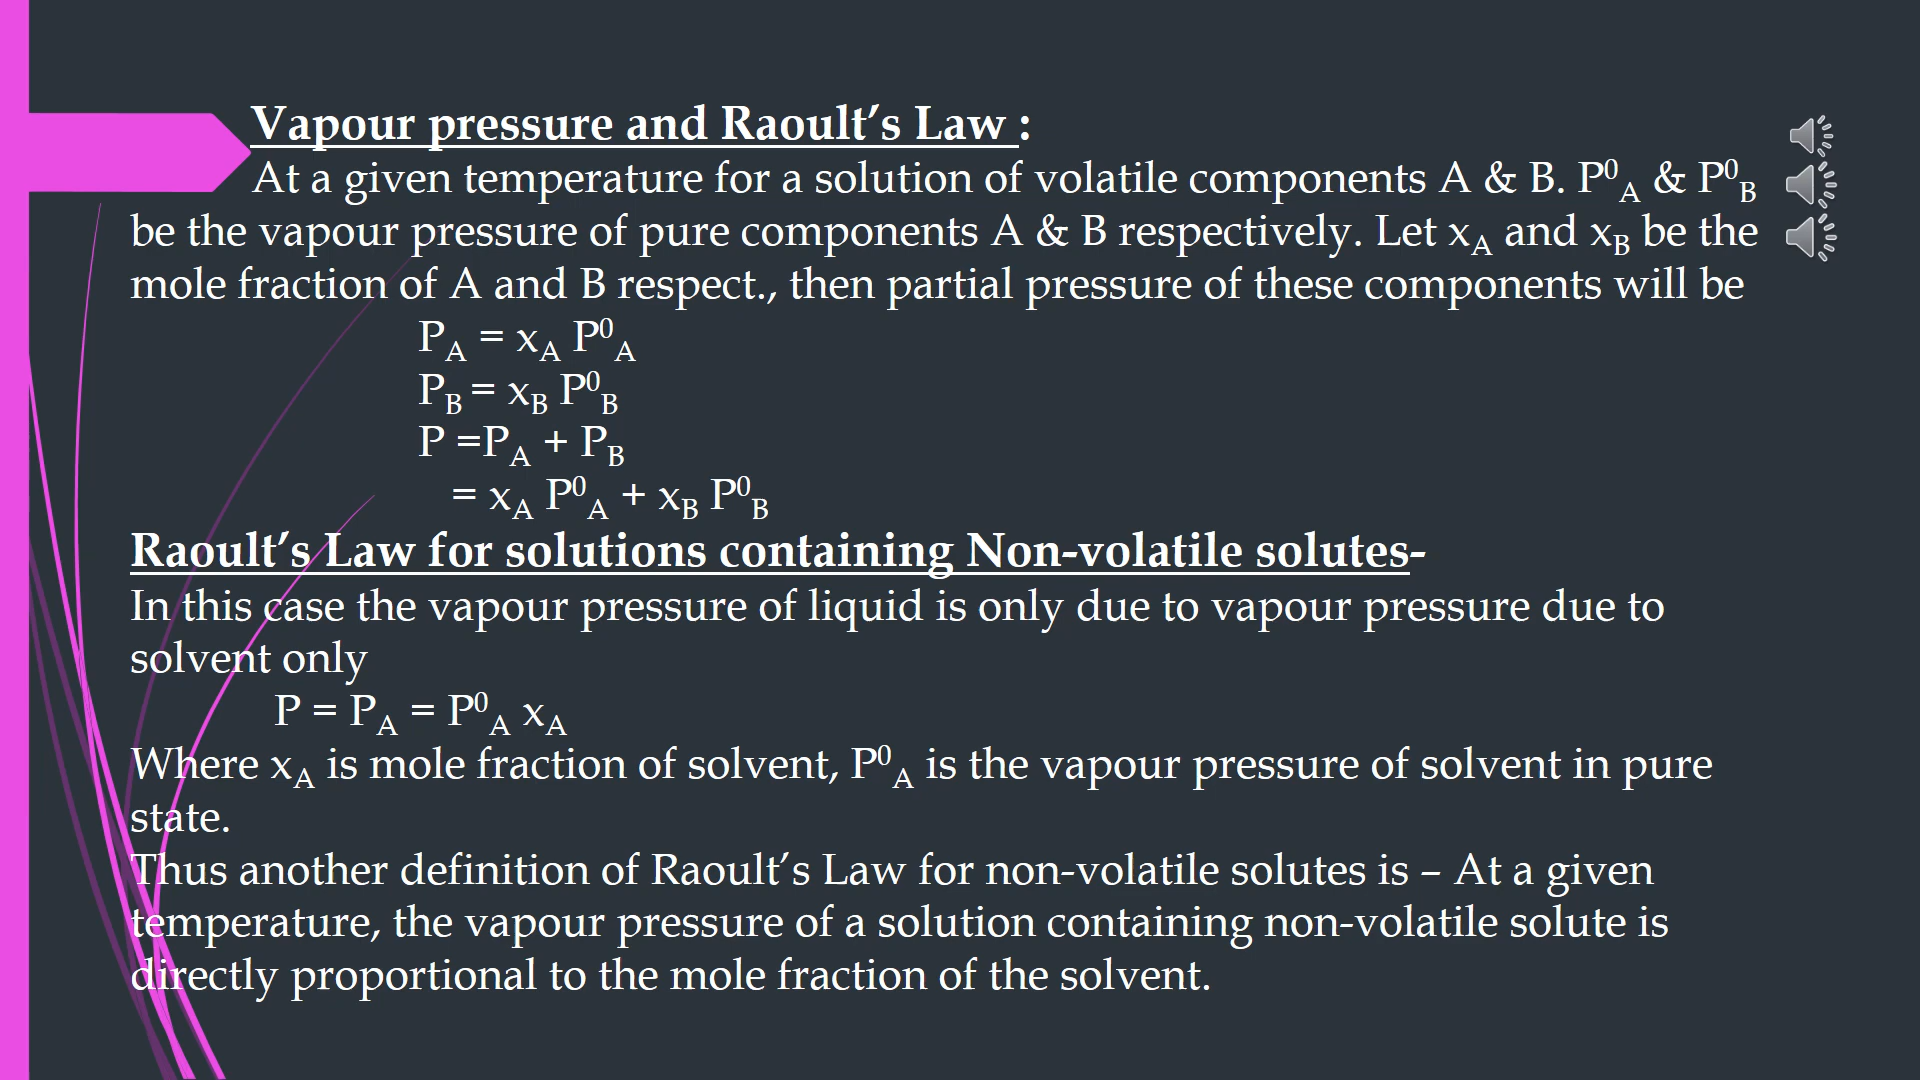 Vapour pressure and Raoult’s Law :
At a given temperature for a solution of volatile components A & B. P⁰A & P⁰B
be the vapour pressure of pure components A & B respectively. Let xA and xB be the
mole fraction of A and B respect., then partial pressure of these components will be
PA = xA P⁰A
PB = xB P⁰B
P =PA + PB
= xA P⁰A + xB P⁰B
Raoult’s Law for solutions containing Non-volatile solutes-
In this case the vapour pressure of liquid is only due to vapour pressure due to
solvent only
P = PA = P⁰A xA
Where xA is mole fraction of solvent, P⁰A is the vapour pressure of solvent in pure
state.
Thus another definition of Raoult’s Law for non-volatile solutes is – At a given
temperature, the vapour pressure of a solution containing non-volatile solute is
directly proportional to the mole fraction of the solvent.